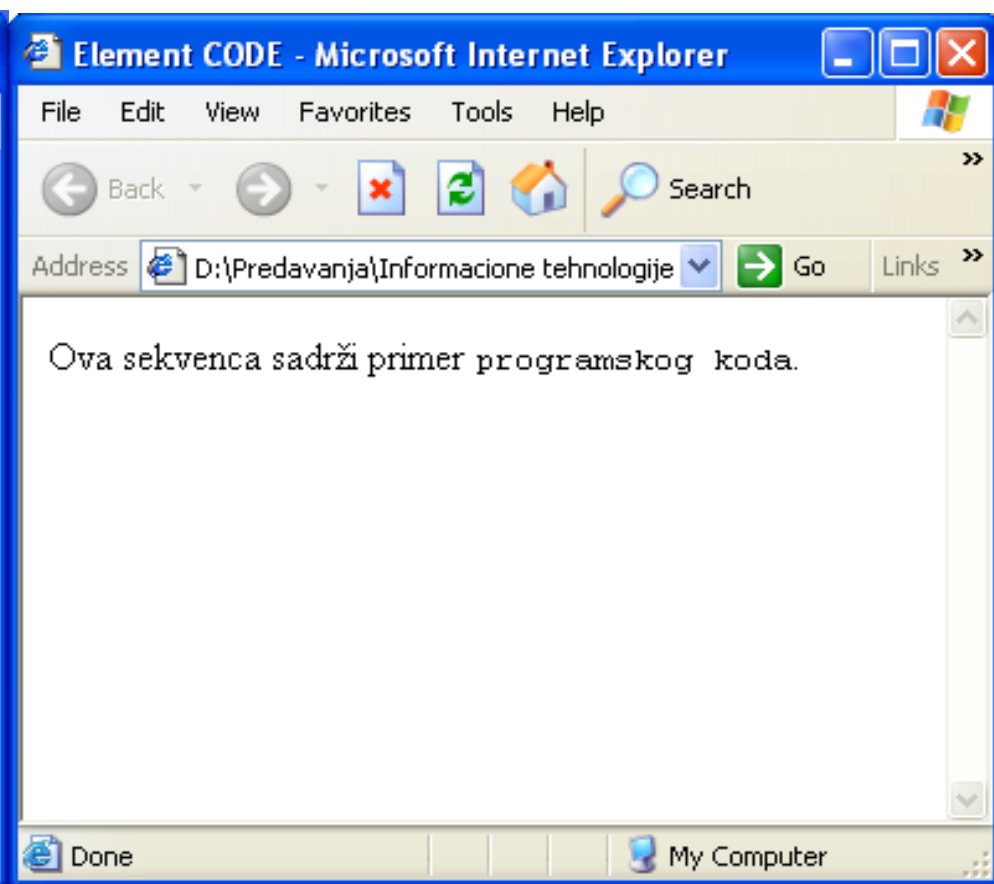 Element CODE - Microsoft Internet Explorer
File Edit View Favorites Tools Help
Back Search »
Address D:\Predavanja\Informacione tehnologije Go Links »
Ova sekvenca sadrži primer programskog koda.
Done My Computer